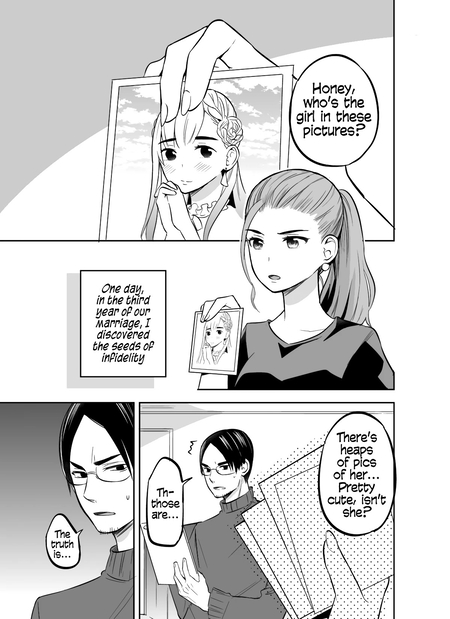 Honey,
who's the
girl in these
pictures?
One day,
in the third
year of our
marriage, I
discovered
the seeds of
infidelity
There's
heaps
of pics
of her...
Pretty
cute, isn't
she?
Th-
those
are...
The
truth
is...